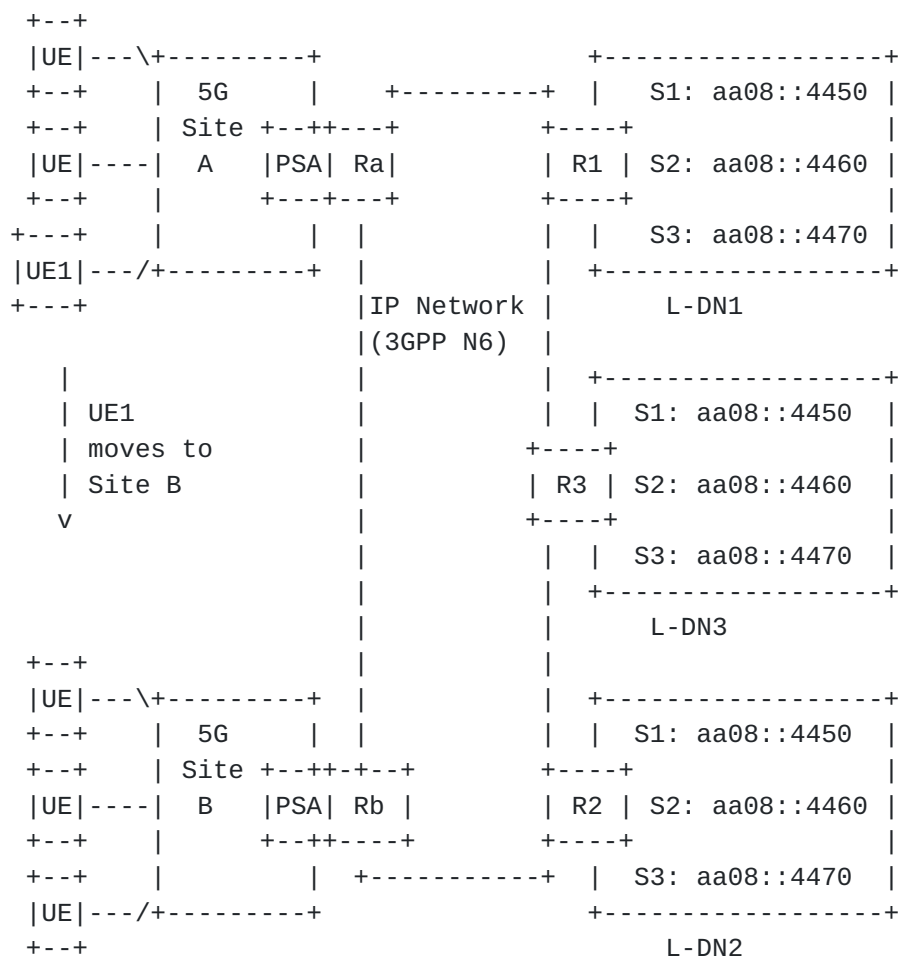 +--+
 |UE|---\+---------+                 +------------------+
 +--+    |  5G     |    +---------+  |   S1: aa08::4450 |
 +--+    | Site +--++---+         +----+                |
 |UE|----|  A   |PSA| Ra|         | R1 | S2: aa08::4460 |
 +--+    |      +---+---+         +----+                |
+---+    |         |  |           |  |   S3: aa08::4470 |
|UE1|---/+---------+  |           |  +------------------+
+---+                 |IP Network |       L-DN1
                      |(3GPP N6)  |
   |                  |           |  +------------------+
   | UE1              |           |  |  S1: aa08::4450  |
   | moves to         |          +----+                 |
   | Site B           |          | R3 | S2: aa08::4460  |
   v                  |          +----+                 |
                      |           |  |  S3: aa08::4470  |
                      |           |  +------------------+
                      |           |      L-DN3
 +--+                 |           |
 |UE|---\+---------+  |           |  +------------------+
 +--+    |  5G     |  |           |  |  S1: aa08::4450  |
 +--+    | Site +--++-+--+        +----+                |
 |UE|----|  B   |PSA| Rb |        | R2 | S2: aa08::4460 |
 +--+    |      +--++----+        +----+                |
 +--+    |         |  +-----------+  |  S3: aa08::4470  |
 |UE|---/+---------+                 +------------------+
 +--+                                     L-DN2